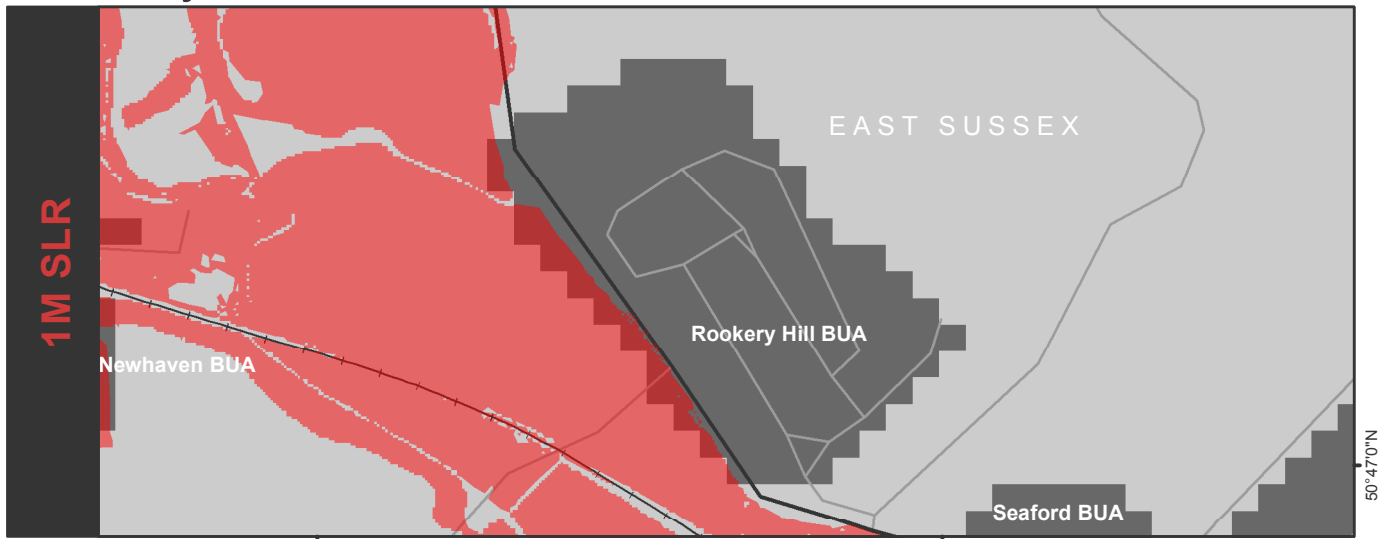 1M SLR
EAST SUSSEX
Rookery Hill BUA
Newhaven BUA
Seaford BUA
50°47'0"N